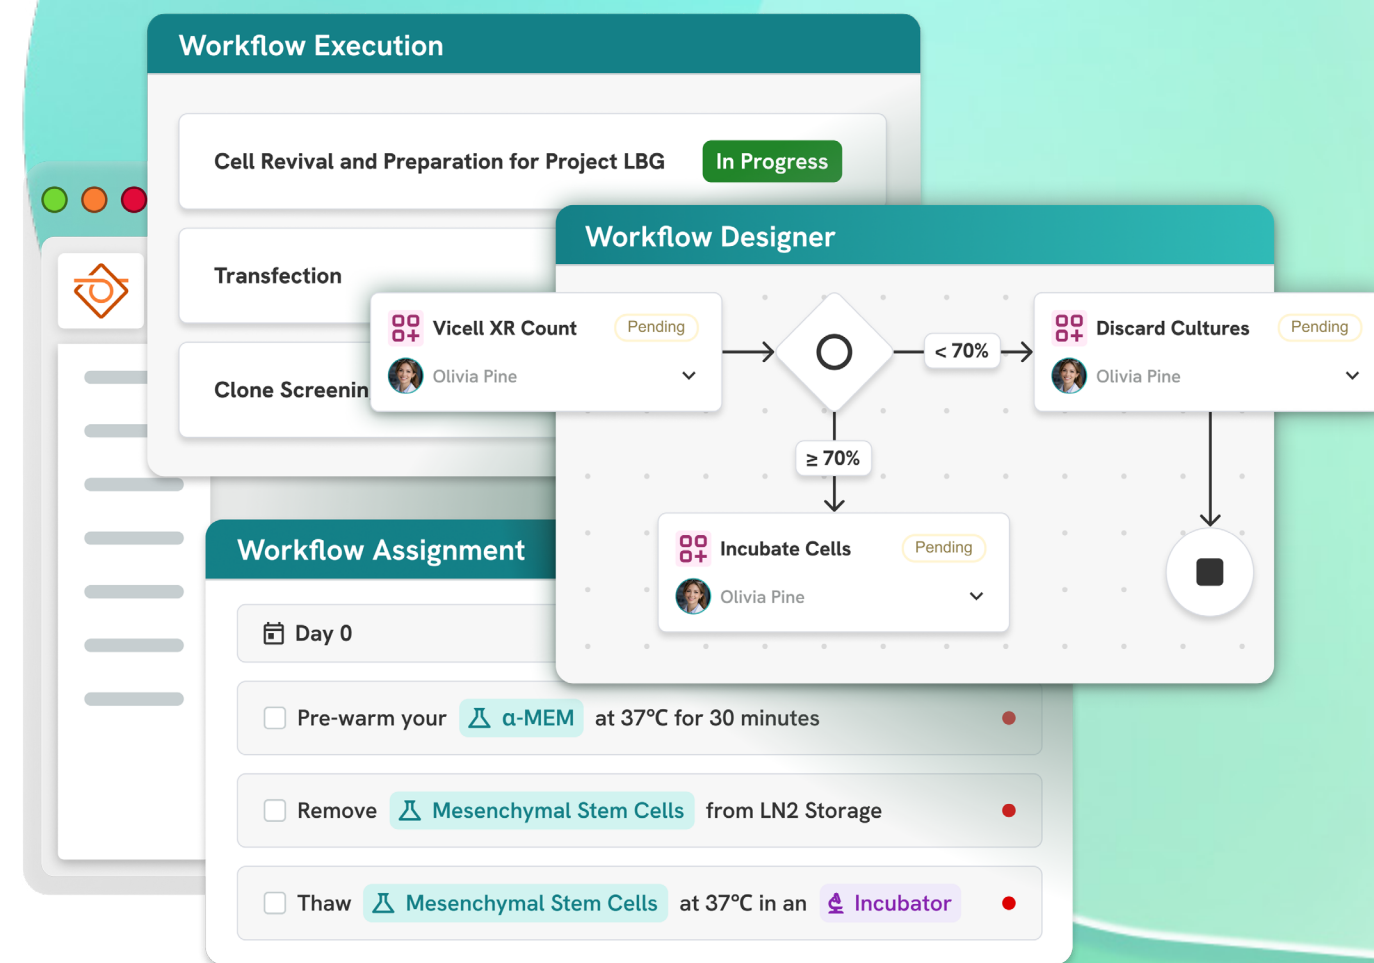 Workflow Execution
Cell Revival and Preparation for Project LBG
In Progress
Transfection
Clone Screenin
Workflow Designer
Vicell XR Count
Pending
Olivia Pine
< 70%
Discard Cultures
Pending
Olivia Pine
≥ 70%
Incubate Cells
Pending
Olivia Pine
Workflow Assignment
Day 0
Pre-warm your α-MEM at 37°C for 30 minutes
Remove Mesenchymal Stem Cells from LN2 Storage
Thaw Mesenchymal Stem Cells at 37°C in an Incubator